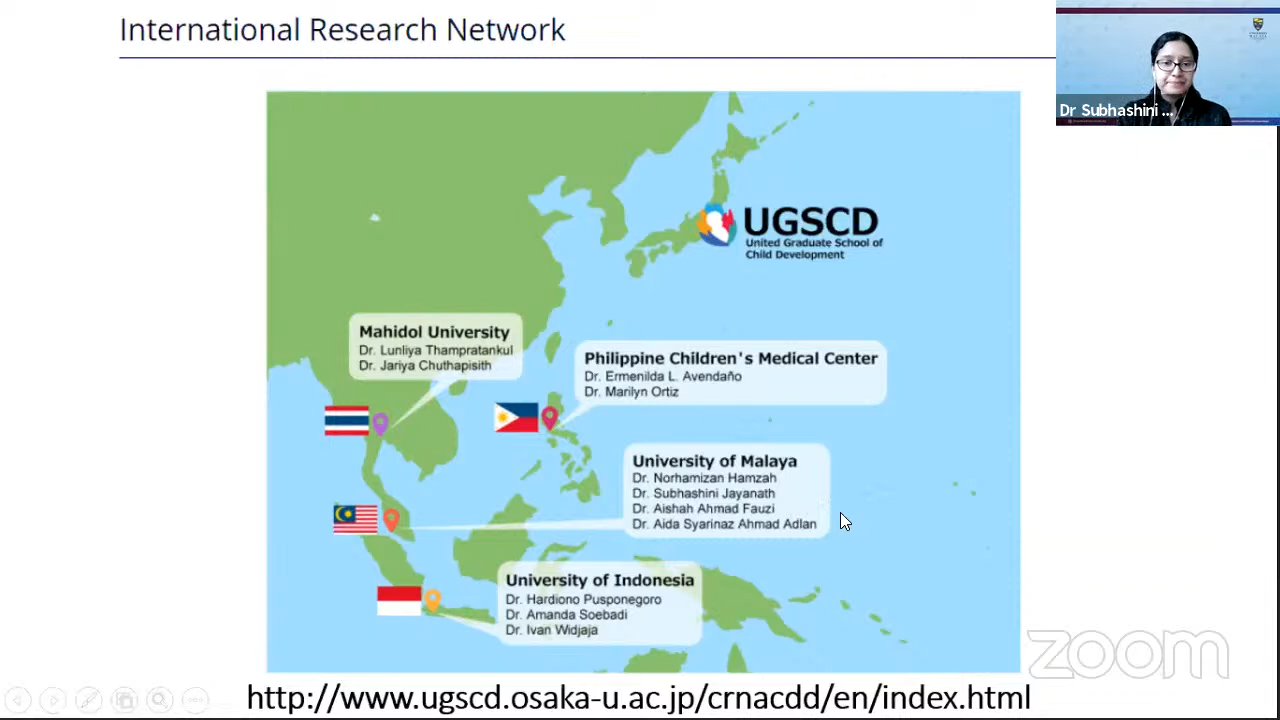 International Research Network
Dr Subhashini ...
UGSCD
United Graduate School of
Child Development
Mahidol University
Dr. Lunliya Thampratankul
Dr. Jariya Chuthapisith
Philippine Children's Medical Center
Dr. Ermenilda L. Avendaño
Dr. Marilyn Ortiz
University of Malaya
Dr. Norhamizan Hamzah
Dr. Subhashini Jayanath
Dr. Aishah Ahmad Fauzi
Dr. Aida Syarinaz Ahmad Adlan
University of Indonesia
Dr. Hardiono Pusponegoro
Dr. Amanda Soebadi
Dr. Ivan Widjaja
zoom
http://www.ugscd.osaka-u.ac.jp/crnacdd/en/index.html